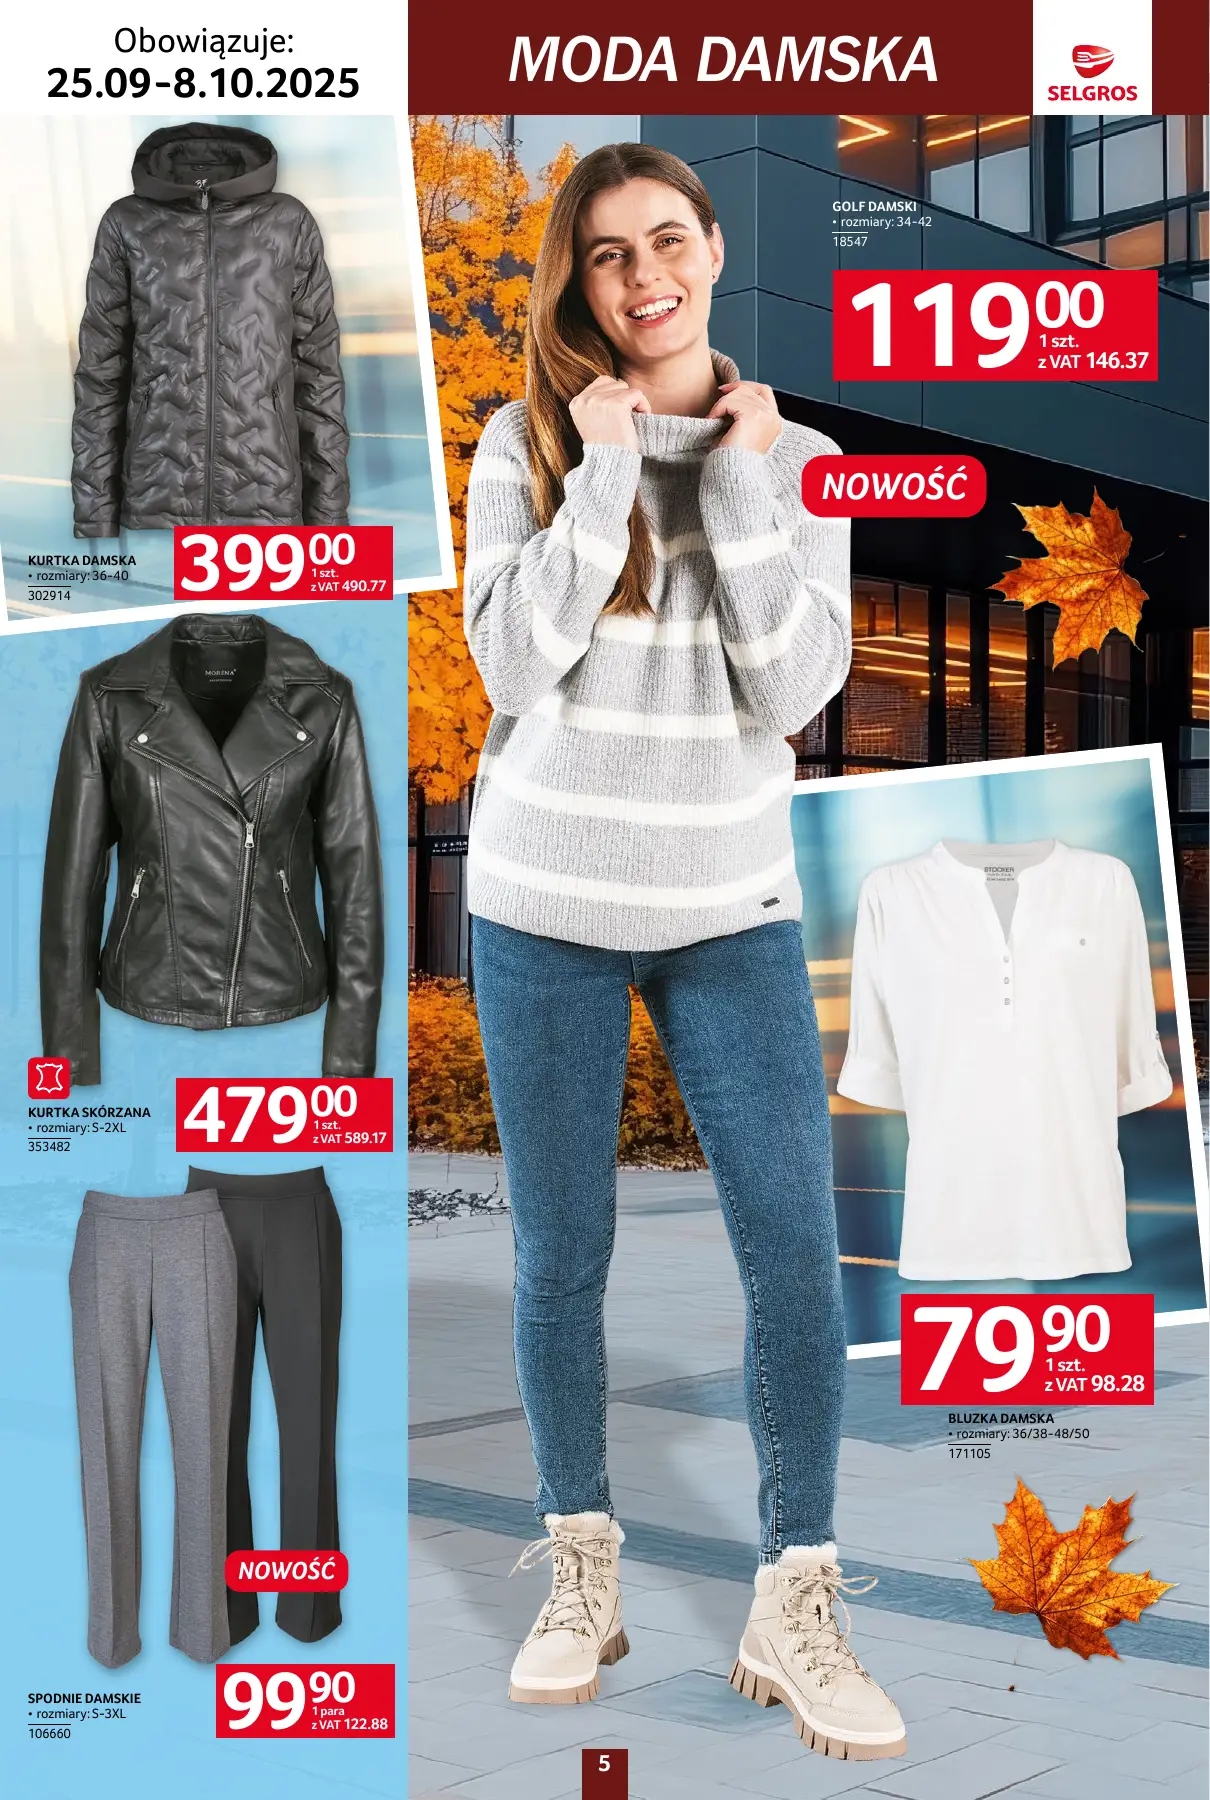 Obowiązuje:
25.09-8.10.2025
MODA DAMSKA
SELGROS
GOLF DAMSKI
• rozmiary: 34-42
18547
119 00
1 szt.
z VAT 146.37
NOWOŚĆ
KURTKA DAMSKA
• rozmiary: 36-40
302914
399 00
1 szt.
z VAT 490.77
MORENA
KURTKA SKÓRZANA
• rozmiary: S-2XL
353482
479 00
1 szt.
z VAT 589.17
79 90
1 szt.
z VAT 98.28
BLUZKA DAMSKA
• rozmiary: 36/38-48/50
171105
NOWOŚĆ
SPODNIE DAMSKIE
• rozmiary: S-3XL
106660
99 90
1 para
z VAT 122.88
5